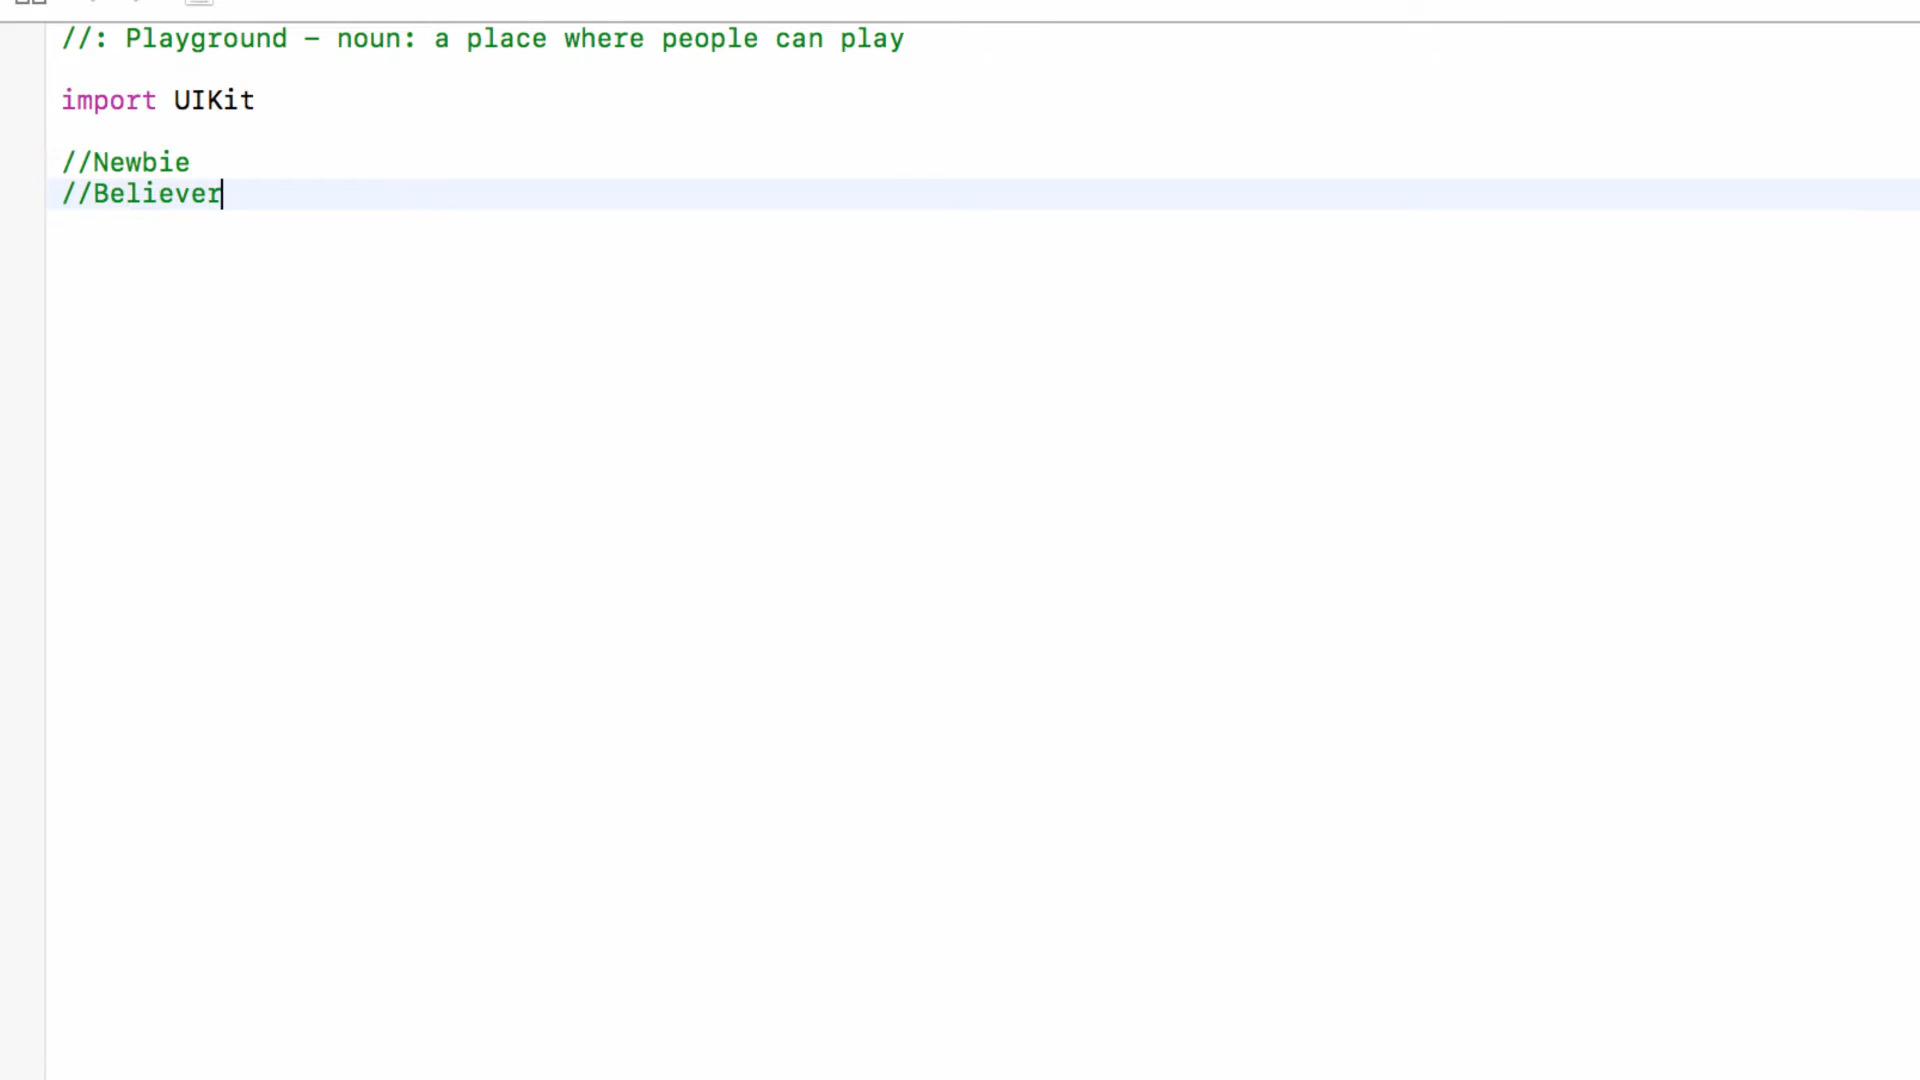 //: Playground – noun: a place where people can play
import UIKit
//Newbie
//Believer